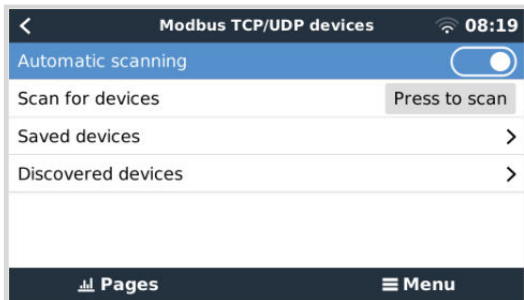 Modbus TCP/UDP devices 08:19
Automatic scanning
Scan for devices Press to scan
Saved devices
Discovered devices
Pages Menu